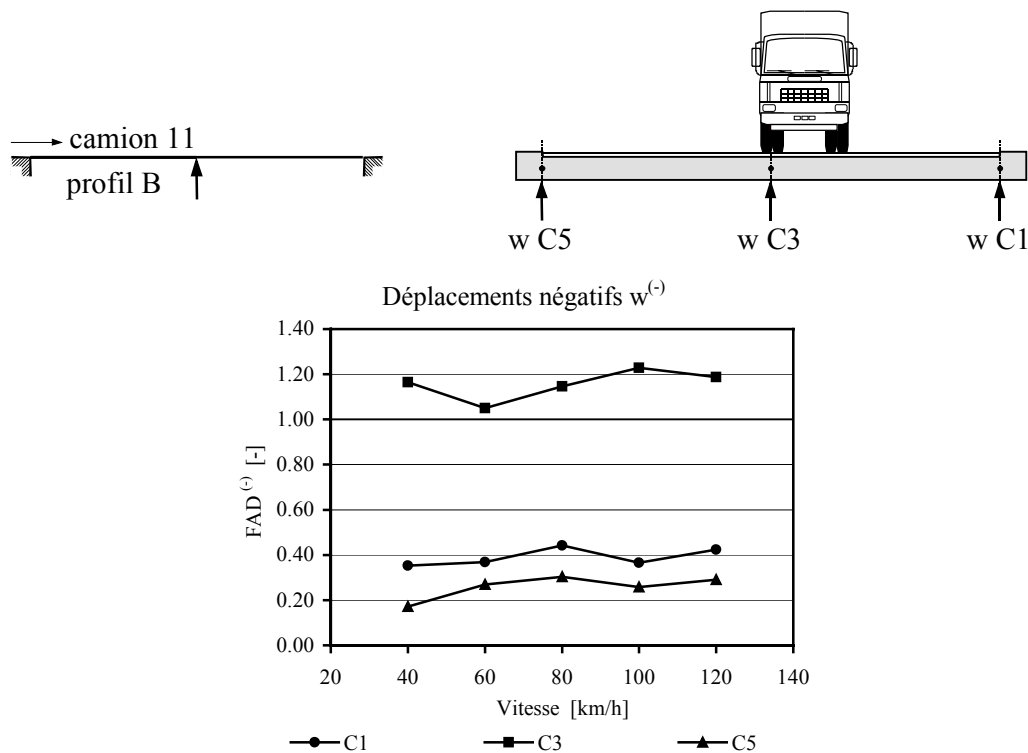 camion 11
profil B
w C5 w C3 w C1
Déplacements négatifs w⁽⁻⁾
FAD⁽⁻⁾ [-]
1.40
1.20
1.00
0.80
0.60
0.40
0.20
0.00
20 40 60 80 100 120 140
Vitesse [km/h]
C1 C3 C5